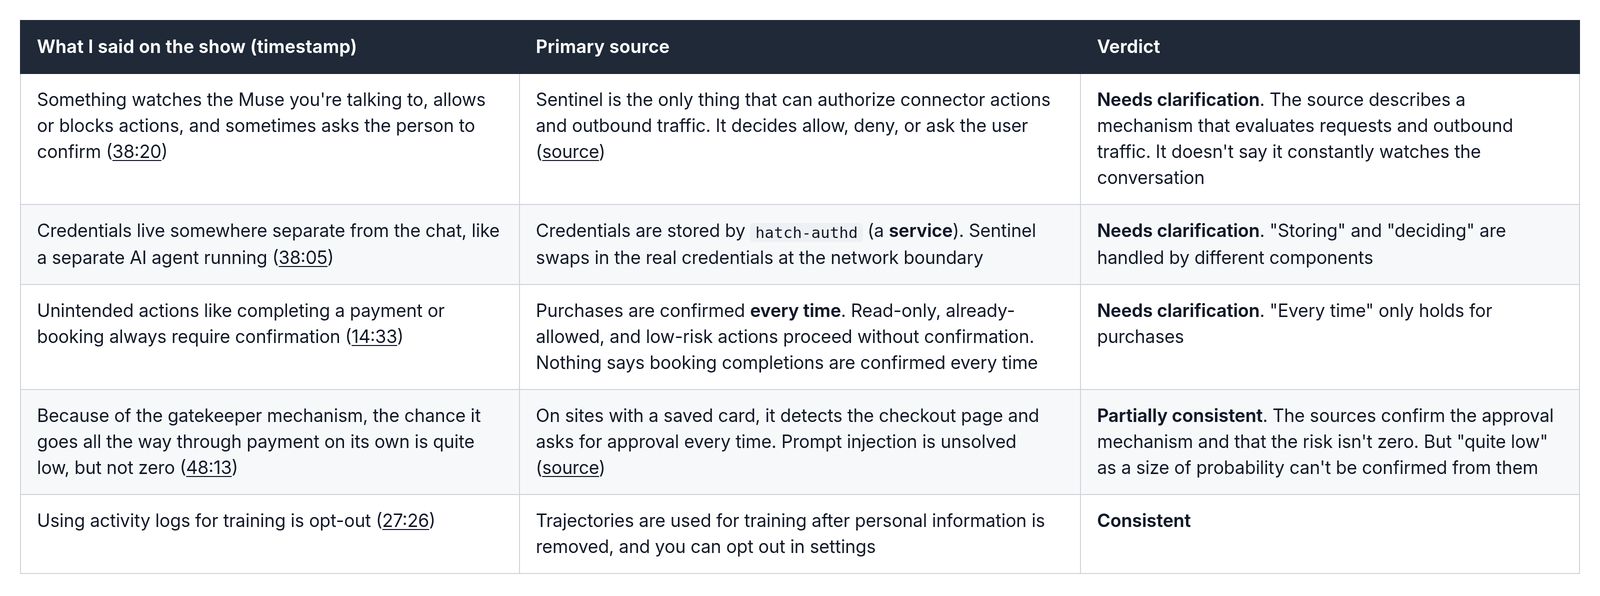 What I said on the show (timestamp)
Primary source
Verdict
Something watches the Muse you're talking to, allows
or blocks actions, and sometimes asks the person to
confirm (38:20)
Sentinel is the only thing that can authorize connector actions
and outbound traffic. It decides allow, deny, or ask the user
(source)
Needs clarification. The source describes a
mechanism that evaluates requests and outbound
traffic. It doesn't say it constantly watches the
conversation
Credentials live somewhere separate from the chat, like
a separate AI agent running (38:05)
Credentials are stored by hatch-authd (a service). Sentinel
swaps in the real credentials at the network boundary
Needs clarification. "Storing" and "deciding" are
handled by different components
Unintended actions like completing a payment or
booking always require confirmation (14:33)
Purchases are confirmed every time. Read-only, already-
allowed, and low-risk actions proceed without confirmation.
Nothing says booking completions are confirmed every time
Needs clarification. "Every time" only holds for
purchases
Because of the gatekeeper mechanism, the chance it
goes all the way through payment on its own is quite
low, but not zero (48:13)
On sites with a saved card, it detects the checkout page and
asks for approval every time. Prompt injection is unsolved
(source)
Partially consistent. The sources confirm the approval
mechanism and that the risk isn't zero. But "quite low"
as a size of probability can't be confirmed from them
Using activity logs for training is opt-out (27:26)
Trajectories are used for training after personal information is
removed, and you can opt out in settings
Consistent